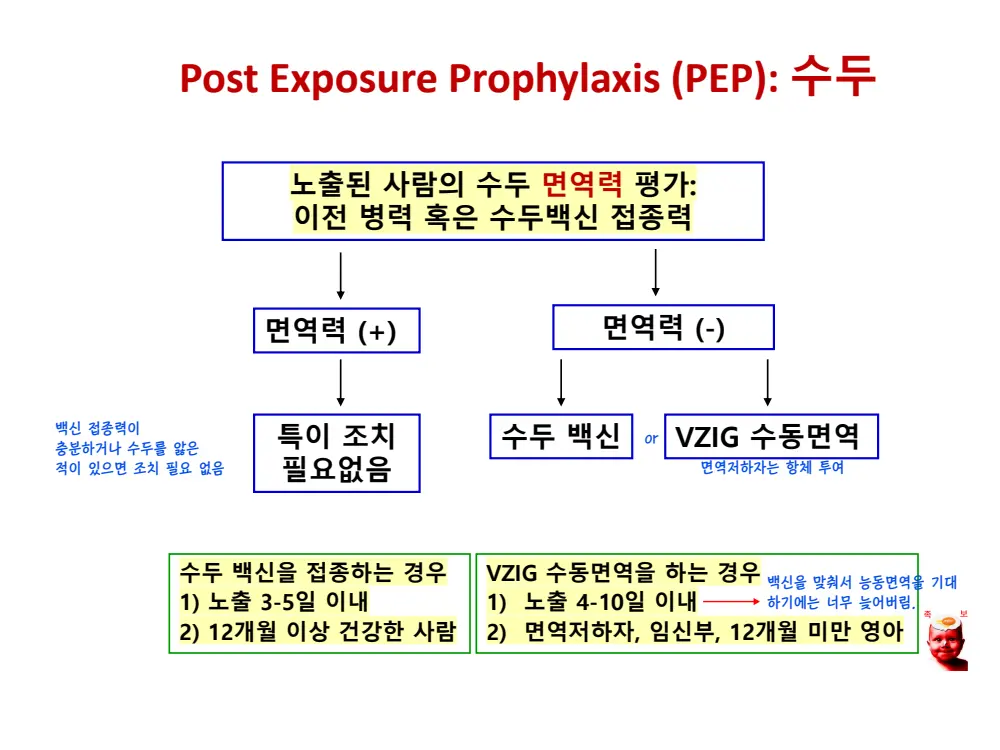 Post Exposure Prophylaxis (PEP): 수두
노출된 사람의 수두 면역력 평가:
이전 병력 혹은 수두백신 접종력
면역력 (+)
면역력 (-)
백신 접종력이
충분하거나 수두를 앓은
적이 있으면 조치 필요 없음
특이 조치
필요없음
수두 백신
or
VZIG 수동면역
면역저하자는 항체 투여
수두 백신을 접종하는 경우
1) 노출 3-5일 이내
2) 12개월 이상 건강한 사람
VZIG 수동면역을 하는 경우
1) 노출 4-10일 이내
2) 면역저하자, 임신부, 12개월 미만 영아
백신을 맞춰서 능동면역을 기대
하기에는 너무 늦어버림.
족 보